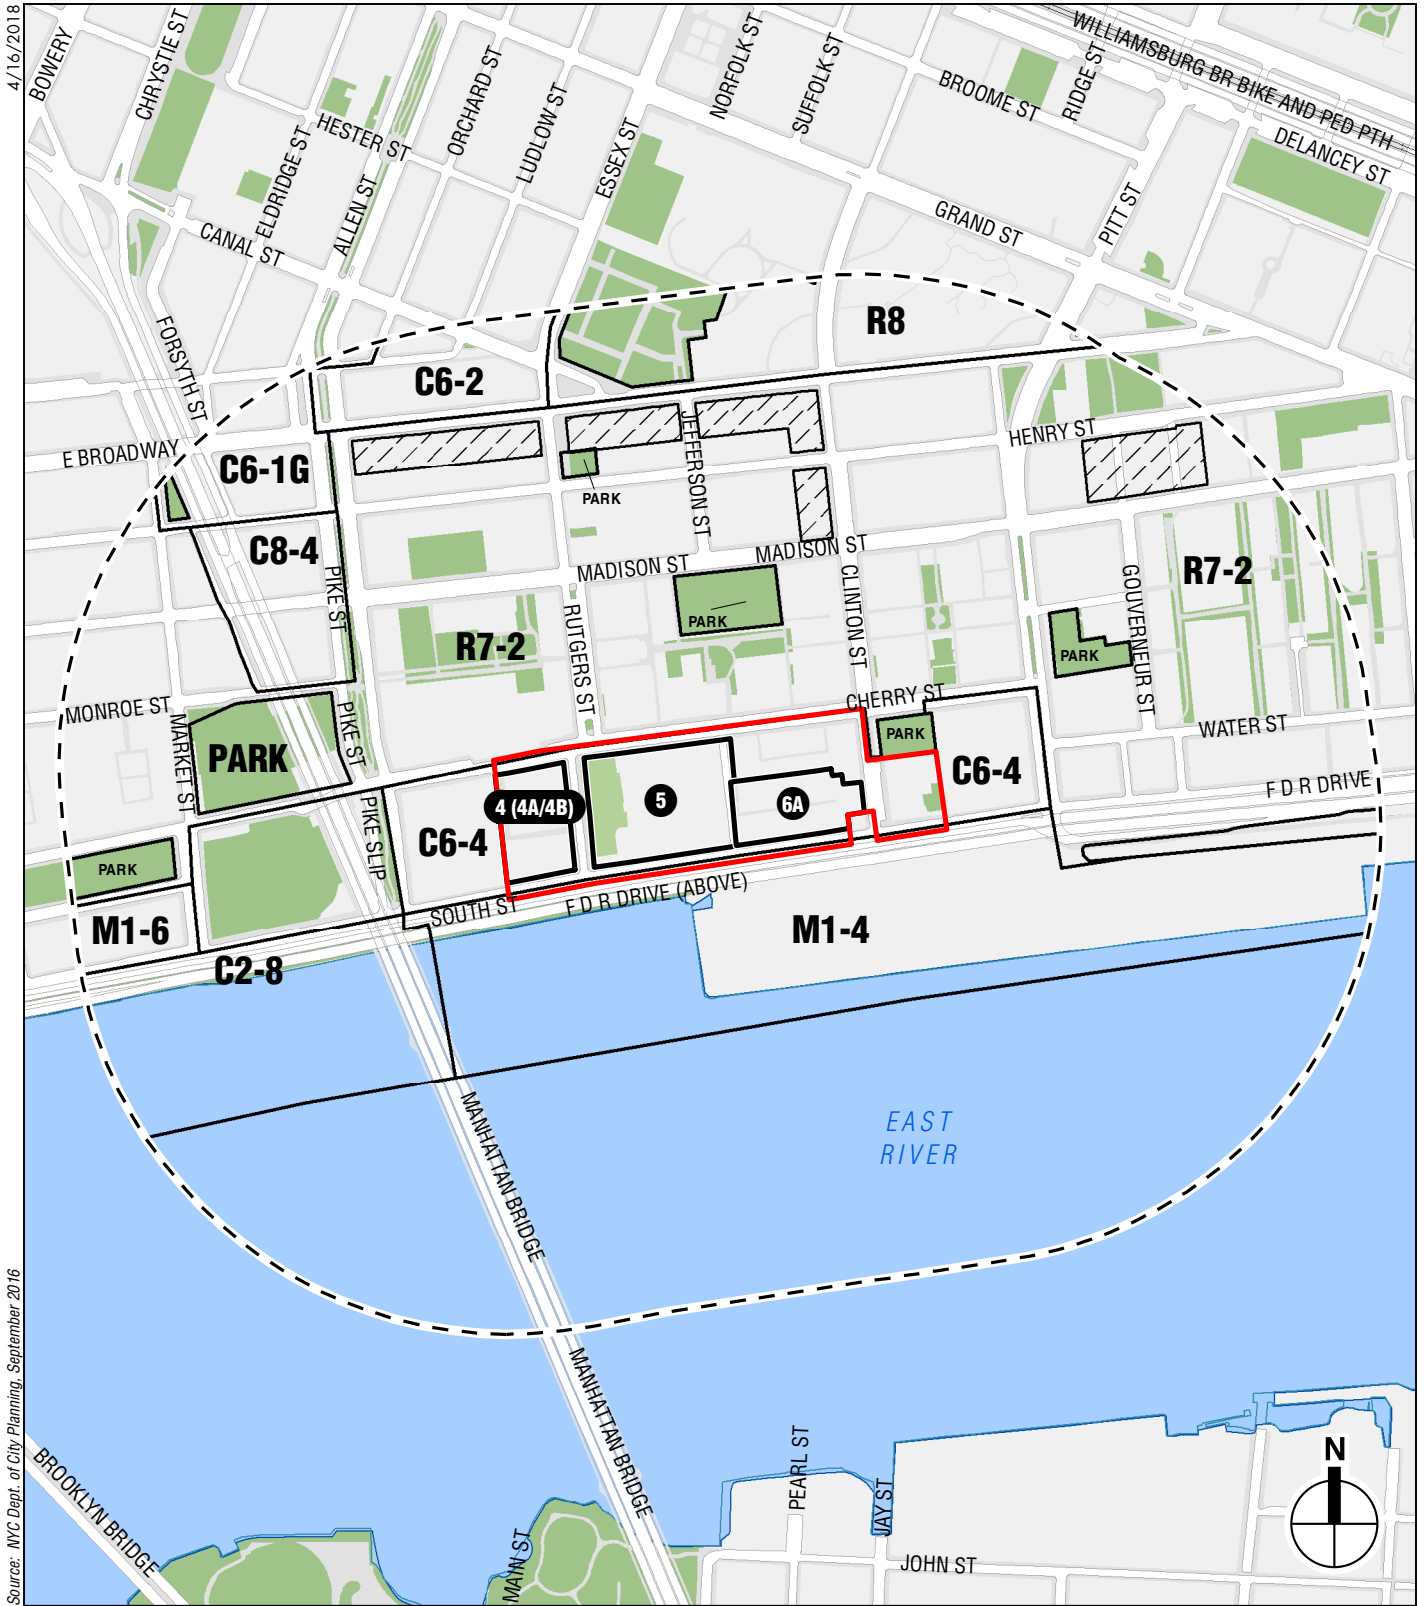 4/16/2018
BOWERY
CHRYSTIE ST
ELDRIDGE ST
HESTER ST
CANAL ST
ALLEN ST
ORCHARD ST
LUDLOW ST
ESSEX ST
NORFOLK ST
SUFFOLK ST
BROOME ST
RIDGE ST
WILLIAMSBURG BR BIKE AND PED PTH
DELANCEY ST
PITT ST
GRAND ST
FORSYTH ST
R8
C6-2
E BROADWAY
C6-1G
HENRY ST
JEFFERSON ST
PARK
C8-4
MADISON ST
MADISON ST
PIKE ST
RUTGERS ST
CLINTON ST
GOUVERNEUR ST
R7-2
R7-2
PARK
PARK
MONROE ST
MARKET ST
PIKE ST
CHERRY ST
PARK
WATER ST
PARK
C6-4
F D R DRIVE
4 (4A/4B)
5
6A
PIKE SLIP
C6-4
PARK
SOUTH ST
F D R DRIVE (ABOVE)
M1-6
M1-4
C2-8
EAST
RIVER
MANHATTAN BRIDGE
MANHATTAN BRIDGE
BROOKLYN BRIDGE
MAIN ST
PEARL ST
JAY ST
JOHN ST
N
Source: NYC Dept. of City Planning, September 2016